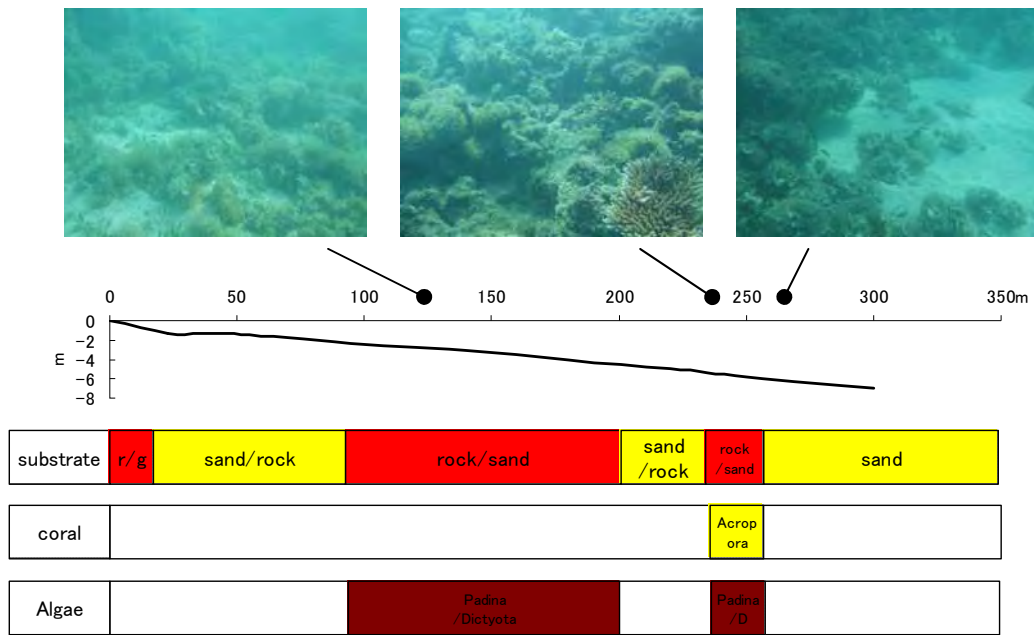 0 50 100 150 200 250 300 350m
0
−2
−4
−6
−8
m
substrate r/g sand/rock rock/sand sand
/rock rock
/sand sand
coral Acrop
ora
Algae Padina
/Dictyota Padina
/D